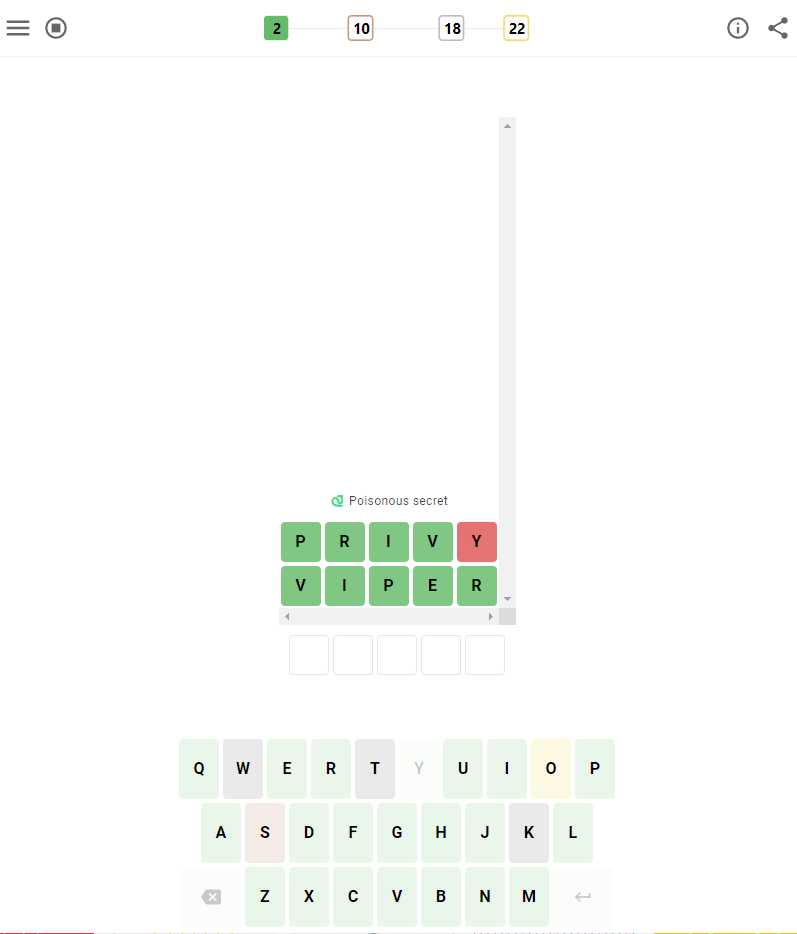 2 10 18 22
Poisonous secret
P R I V Y
V I P E R
Q W E R T Y U I O P
A S D F G H J K L
Z X C V B N M